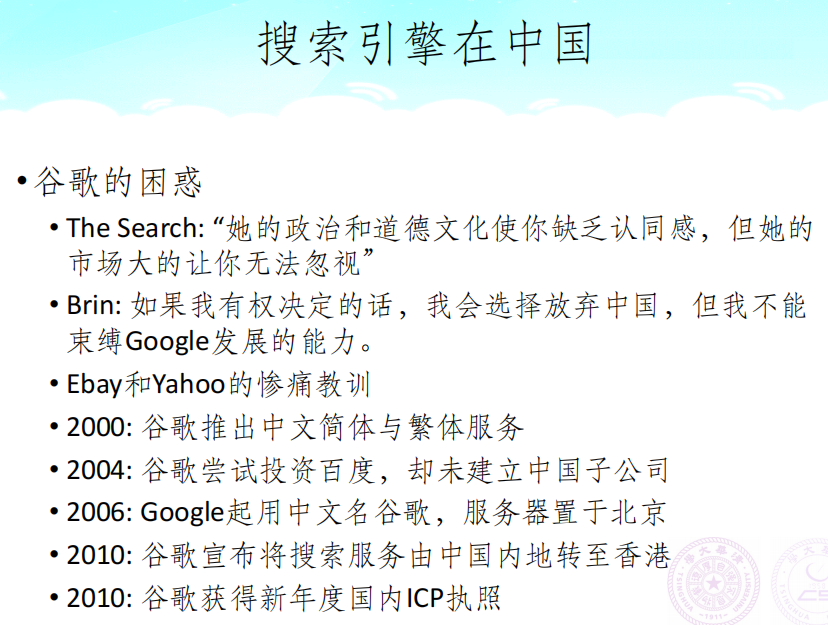 搜索引擎在中国
•谷歌的困惑
• The Search: “她的政治和道德文化使你缺乏认同感，但她的
市场大的让你无法忽视”
• Brin: 如果我有权决定的话，我会选择放弃中国，但我不能
束缚Google发展的能力。
• Ebay和Yahoo的惨痛教训
• 2000: 谷歌推出中文简体与繁体服务
• 2004: 谷歌尝试投资百度，却未建立中国子公司
• 2006: Google起用中文名谷歌，服务器置于北京
• 2010: 谷歌宣布将搜索服务由中国内地转至香港
• 2010: 谷歌获得新年度国内ICP执照